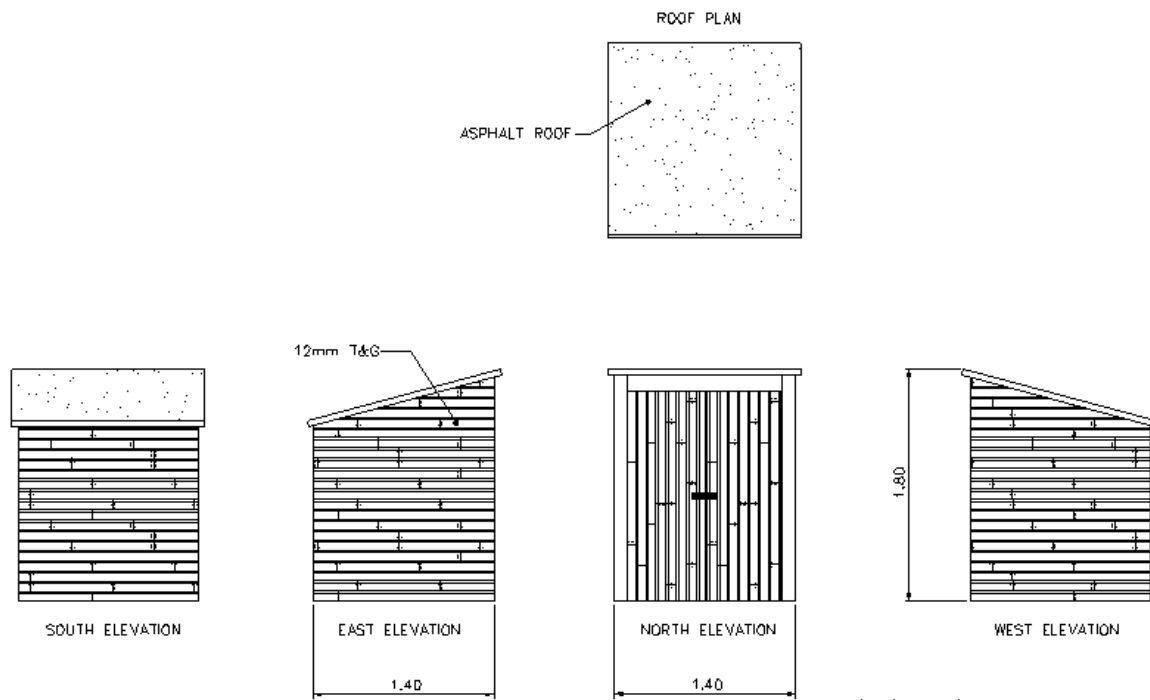 ROOF PLAN
ASPHALT ROOF
12mm T&G
1.80
SOUTH ELEVATION
EAST ELEVATION
NORTH ELEVATION
WEST ELEVATION
1.40
1.40